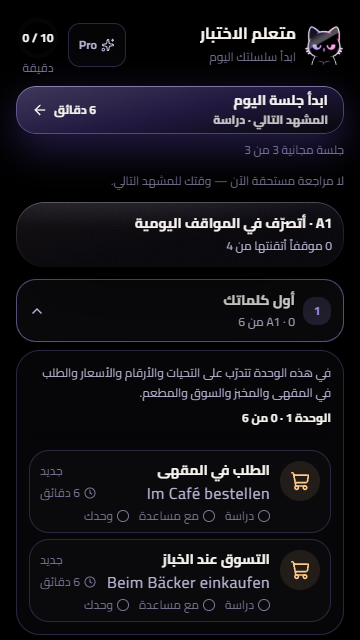 متعلم الاختبار
ابدأ سلسلتك اليوم
Pro
0 / 10
دقيقة
ابدأ جلسة اليوم
المشهد التالي · دراسة
6 دقائق
جلسة مجانية 3 من 3
لا مراجعة مستحقة الآن — وقتك للمشهد التالي.
A1 · أتصرّف في المواقف اليومية
0 موقفاً أتقنتها من 4
1
أول كلماتك
A1 · 0 من 6
في هذه الوحدة تتدرّب على التحيات والأرقام والأسعار والطلب
في المقهى والمخبز والسوق والمطعم.
الوحدة 1 · 0 من 6
الطلب في المقهى
جديد
Im Café bestellen
6 دقائق
دراسة
مع مساعدة
وحدك
التسوق عند الخباز
جديد
Beim Bäcker einkaufen
6 دقائق
دراسة
مع مساعدة
وحدك